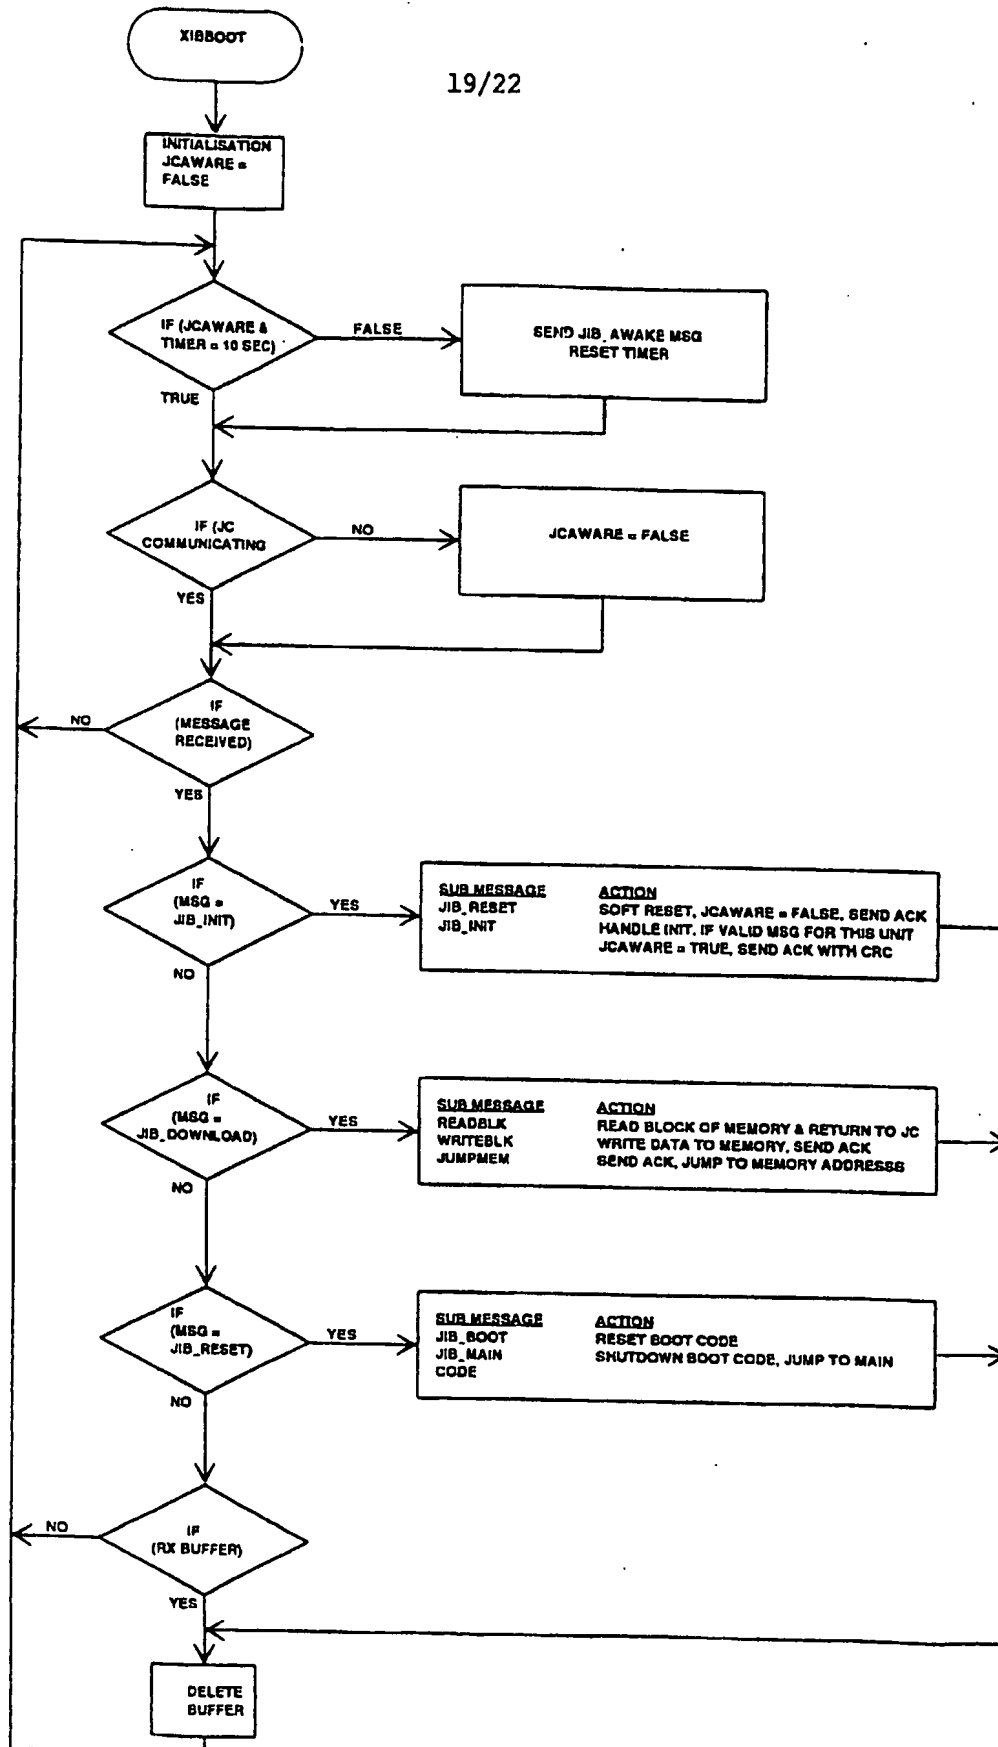 XIBBOOT
19/22
INITIALISATION
JCAWARE =
FALSE
IF (JCAWARE &
TIMER = 10 SEC)
FALSE
SEND JIB_AWAKE MSG
RESET TIMER
TRUE
IF (JC
COMMUNICATING
NO
JCAWARE = FALSE
YES
IF
(MESSAGE
RECEIVED)
NO
YES
IF
(MSG =
JIB_INIT)
YES
SUB MESSAGE ACTION
JIB_RESET SOFT RESET, JCAWARE = FALSE, SEND ACK
JIB_INIT HANDLE INIT. IF VALID MSG FOR THIS UNIT
JCAWARE = TRUE, SEND ACK WITH CRC
NO
IF
(MSG =
JIB_DOWNLOAD)
YES
SUB MESSAGE ACTION
READBLK READ BLOCK OF MEMORY & RETURN TO JC
WRITEBLK WRITE DATA TO MEMORY, SEND ACK
JUMPMEM SEND ACK, JUMP TO MEMORY ADDRESSS
NO
IF
(MSG =
JIB_RESET)
YES
SUB MESSAGE ACTION
JIB_BOOT RESET BOOT CODE
JIB_MAIN SHUTDOWN BOOT CODE, JUMP TO MAIN
CODE
NO
IF
(RX BUFFER)
NO
YES
DELETE
BUFFER